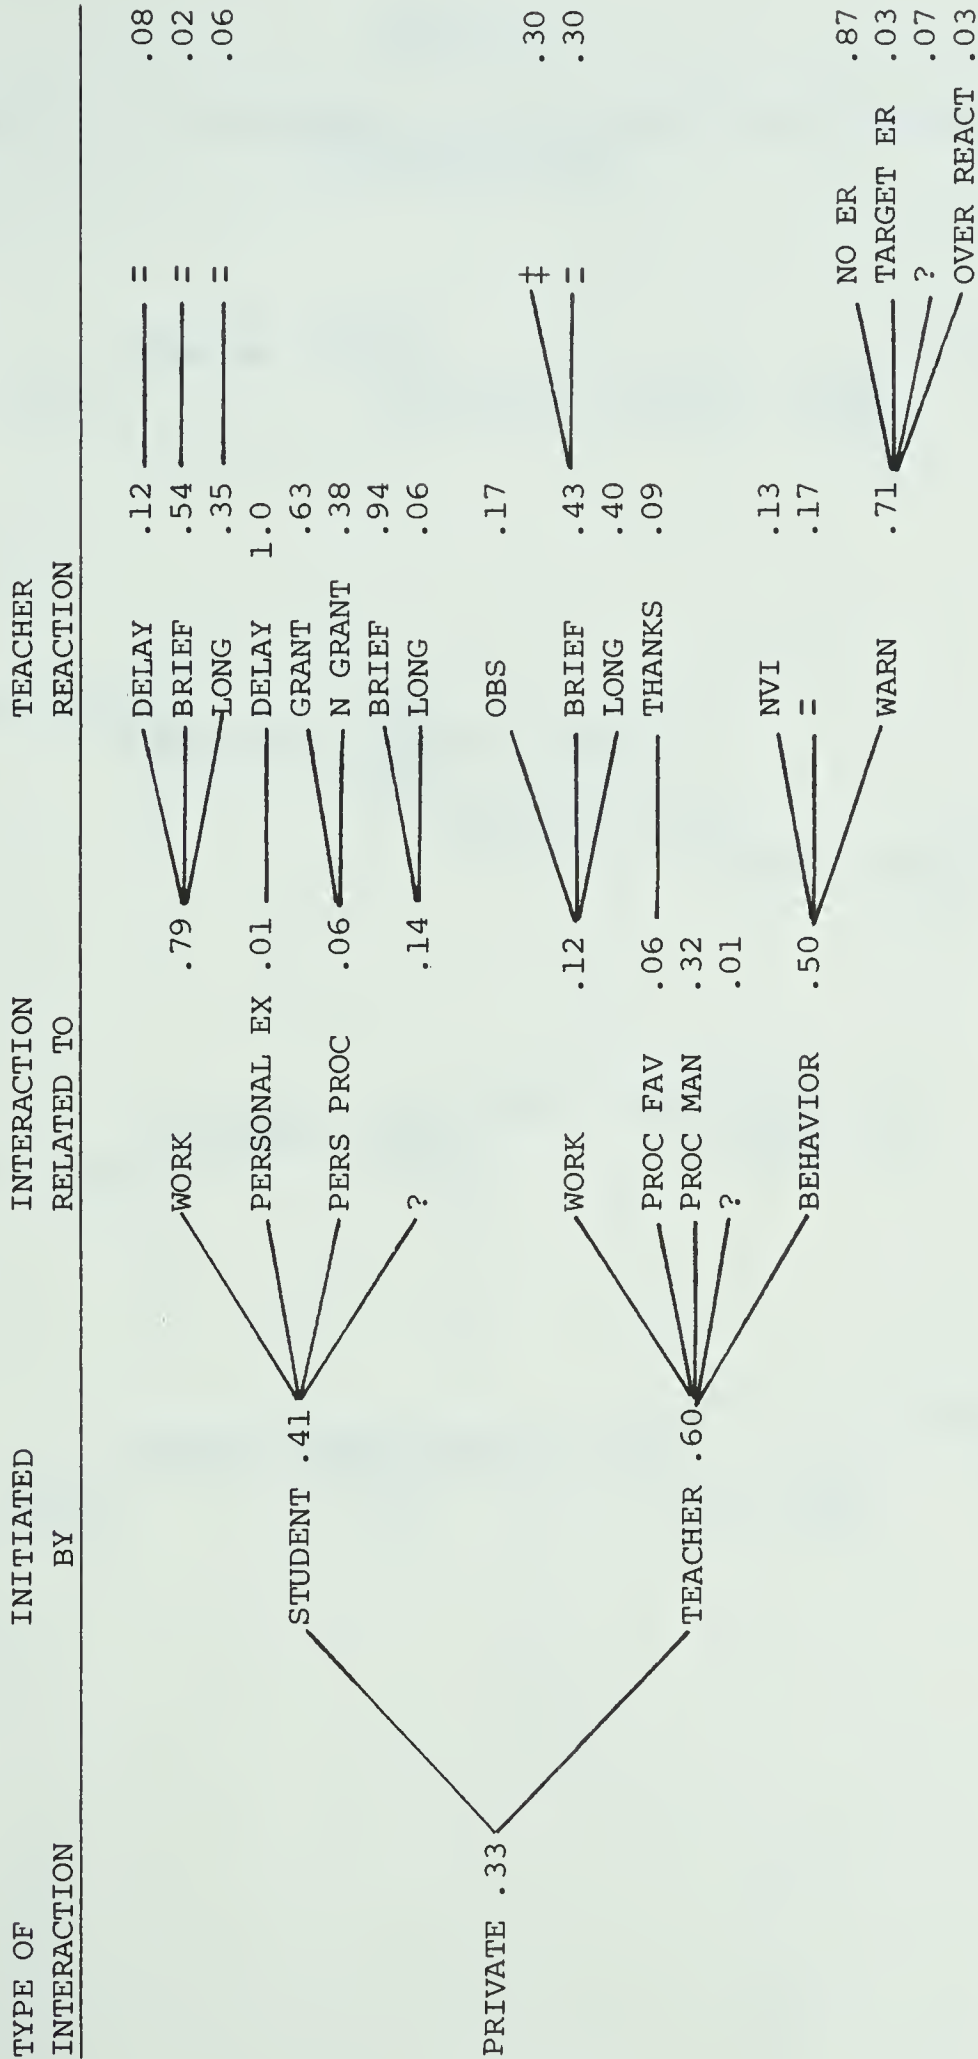 TYPE OF INITIATED INTERACTION TEACHER
INTERACTION BY RELATED TO REACTION
DELAY .12 = .08
WORK .79 BRIEF .54 = .02
LONG .35 = .06
PERSONAL EX .01 DELAY 1.0
STUDENT .41 GRANT .63
PERS PROC .06 N GRANT .38
BRIEF .94
? .14 LONG .06
PRIVATE .33 OBS .17
‡ .30
WORK .12 BRIEF .43 = .30
LONG .40
PROC FAV .06 THANKS .09
TEACHER .60 PROC MAN .32
? .01
NVI .13
BEHAVIOR .50 = .17
NO ER .87
WARN .71 TARGET ER .03
? .07
OVER REACT .03